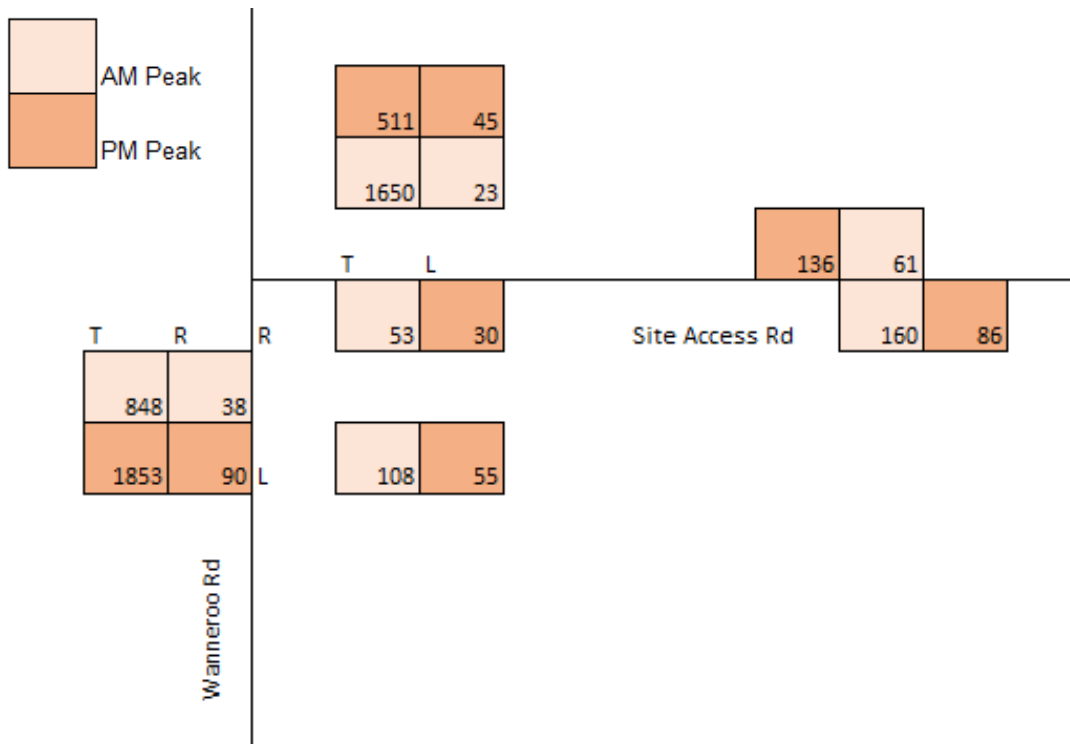 AM Peak
PM Peak
511 45
1650 23
136 61
T L
53 30
Site Access Rd
160 86
T R R
848 38
1853 90 L
108 55
Wanneroo Rd